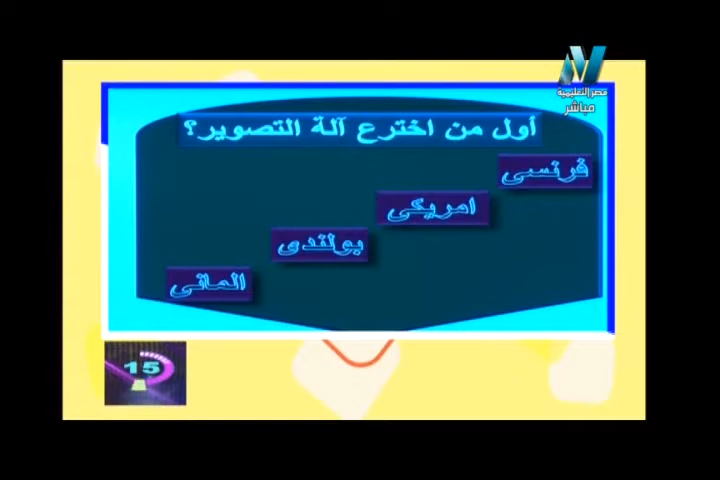 مصر التعليمية
مباشر
أول من اخترع آلة التصوير؟
فرنسى
امريكى
بولندى
المانى
15